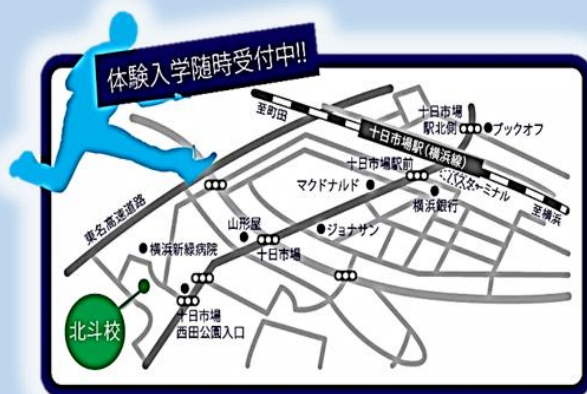 体験入学随時受付中!!
至町田
十日市場
駅北側
ブックオフ
十日市場駅(横浜線)
十日市場駅前
バスターミナル
マクドナルド
横浜銀行
至横浜
東名高速道路
山形屋
ジョナサン
横浜新緑病院
十日市場
北斗校
十日市場
西田公園入口